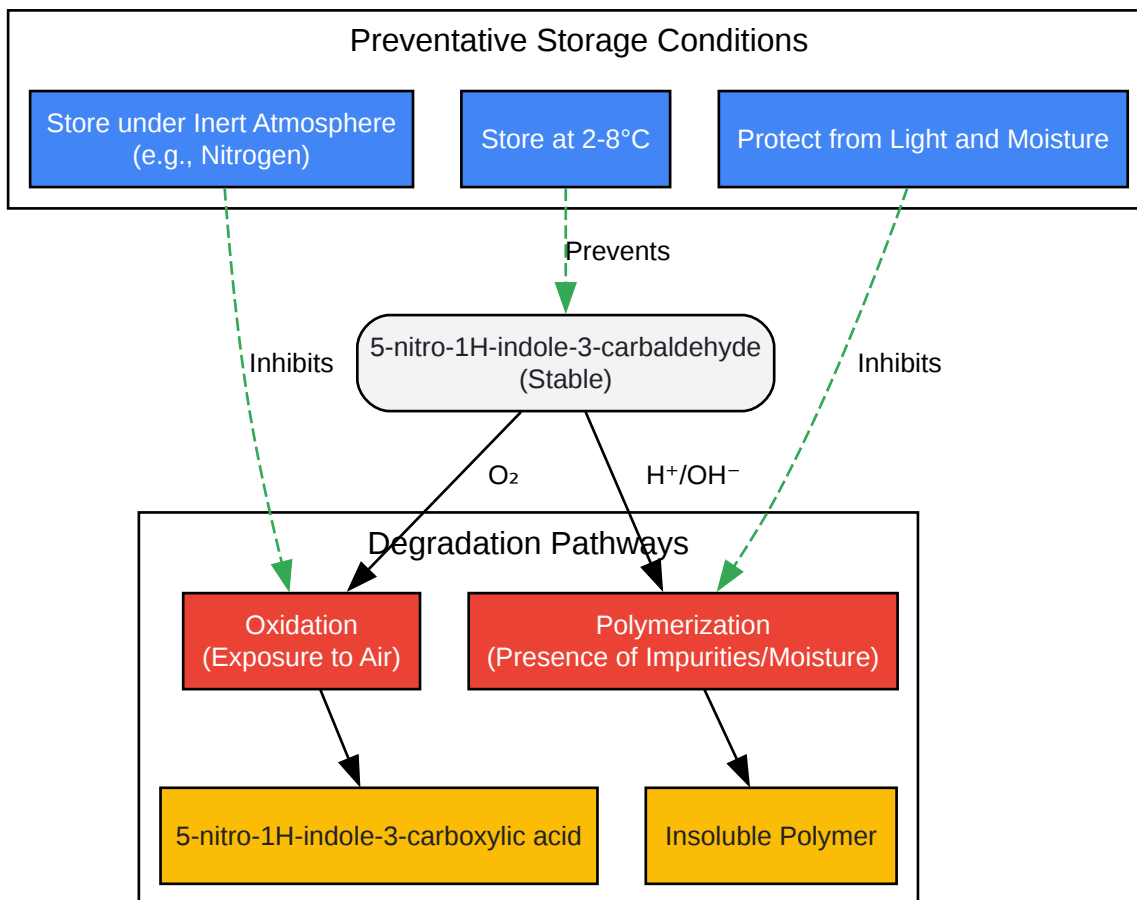 Preventative Storage Conditions
Store under Inert Atmosphere
(e.g., Nitrogen)
Store at 2-8°C
Protect from Light and Moisture
Prevents
5-nitro-1H-indole-3-carbaldehyde
(Stable)
Inhibits
Inhibits
O₂
H⁺/OH⁻
Degradation Pathways
Oxidation
(Exposure to Air)
Polymerization
(Presence of Impurities/Moisture)
5-nitro-1H-indole-3-carboxylic acid
Insoluble Polymer